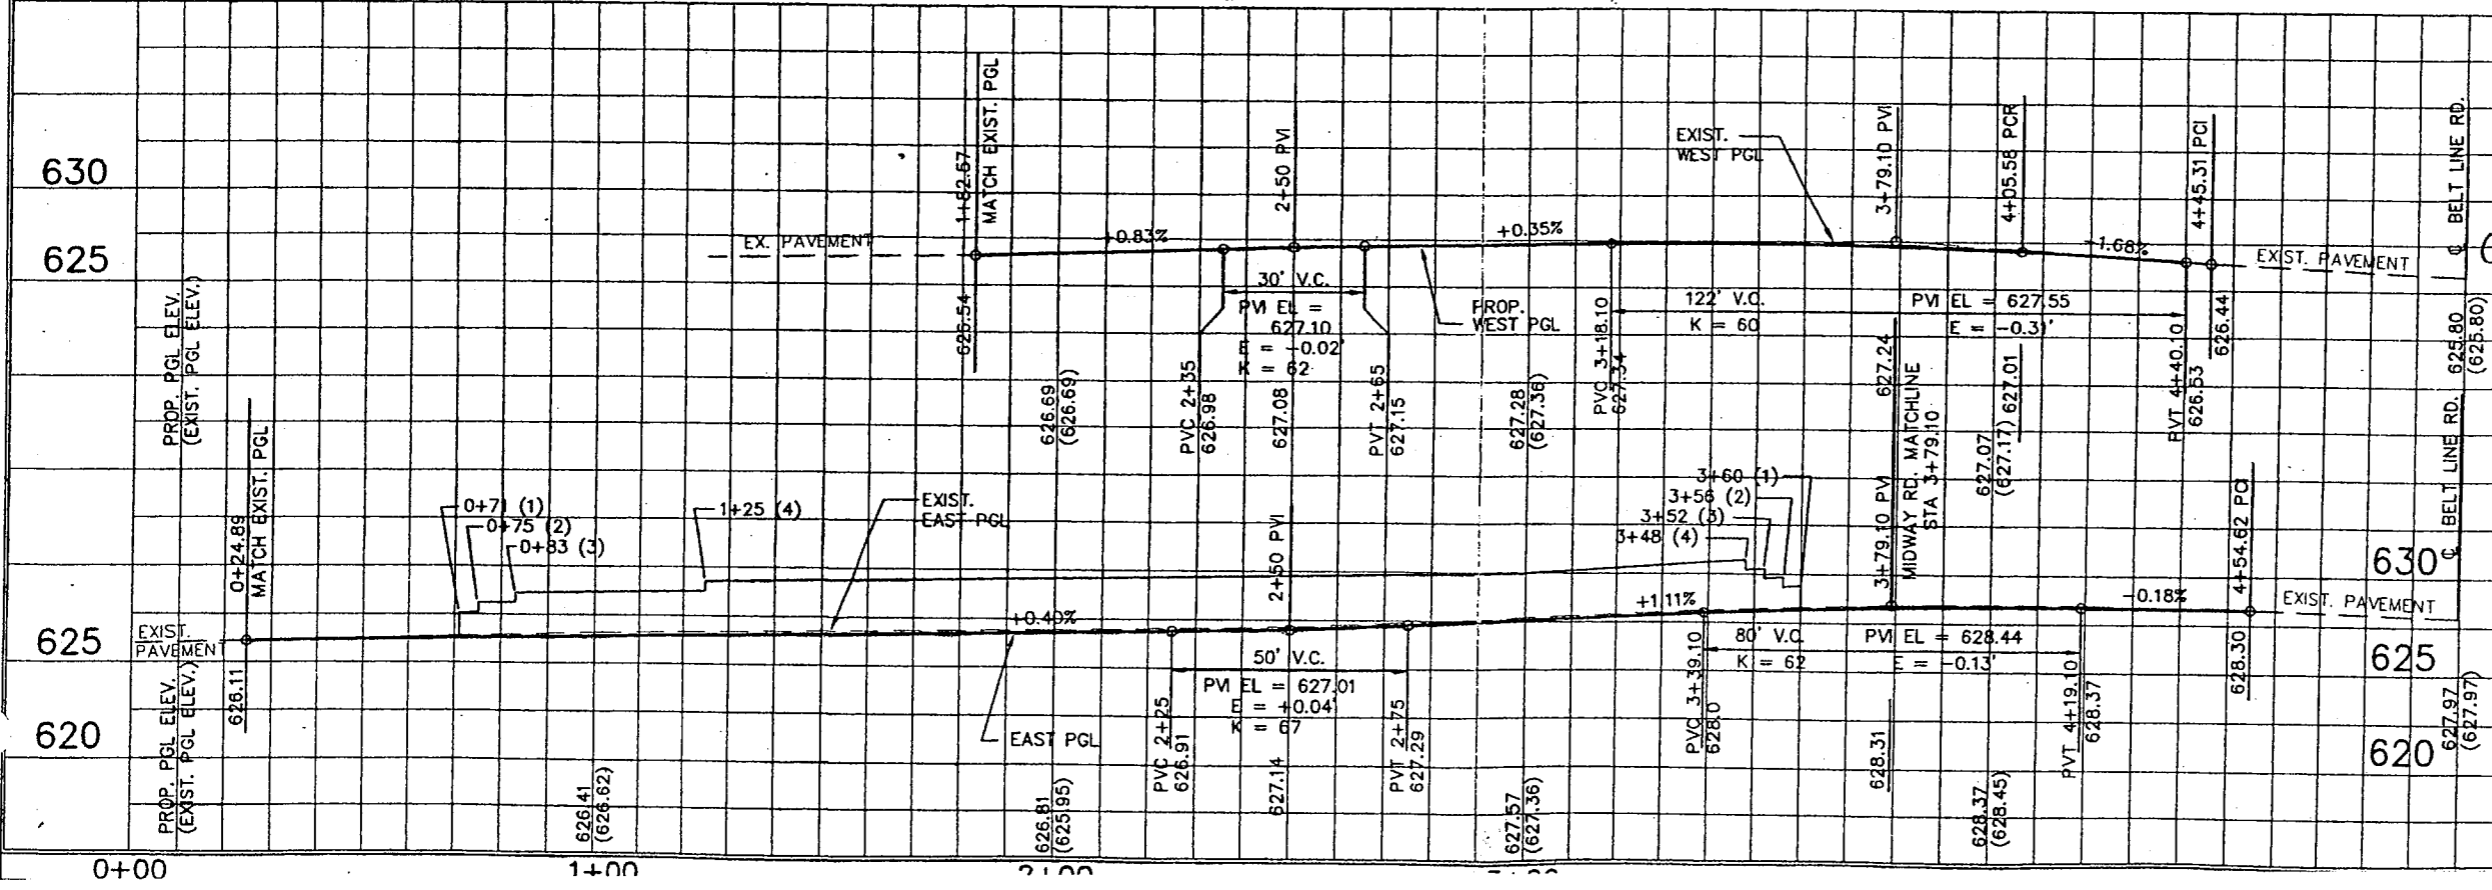 630
625
EX. PAVEMENT
PROP. PGL ELEV.
(EXIST. PGL ELEV.)
1+82.57
MATCH EXIST. PGL
626.54
+0.83%
2+50 PVI
30' V.C.
PVI EL =
627.10
E = -0.02'
K = 62
626.69
(626.69)
PVC 2+35
626.98
627.08
PVT 2+65
627.15
+0.35%
PROP.
WEST PGL
EXIST.
WEST PGL
627.28
(627.36)
PVC 3+18.10
627.34
122' V.C.
K = 60
PVI EL = 627.55
E = -0.31'
3+79.10 PVI
627.24
4+05.58 PCR
627.07
(627.17)
627.01
-1.68%
PVT 4+40.10
626.53
4+45.31 PCI
626.44
EXIST. PAVEMENT
℄ BELT LINE RD.
625.80
(625.80)
MIDWAY RD. MATCHLINE
STA 3+79.10
0+24.89
MATCH EXIST. PGL
626.11
0+71 (1)
0+75 (2)
0+83 (3)
1+25 (4)
EXIST.
EAST PGL
2+50 PVI
3+60 (1)
3+56 (2)
3+52 (3)
3+48 (4)
3+79.10 PVI
4+54.62 PCI
℄ BELT LINE RD.
630
625
620
625
620
EXIST.
PAVEMENT
PROP. PGL ELEV.
(EXIST. PGL ELEV.)
+0.40%
EAST PGL
50' V.C.
PVI EL = 627.01
E = +0.04'
K = 67
+1.11%
80' V.C.
K = 62
PVI EL = 628.44
E = -0.13'
-0.18%
EXIST. PAVEMENT
626.41
(626.62)
626.81
(625.95)
PVC 2+25
626.91
627.14
PVT 2+75
627.29
627.57
(627.36)
PVC 3+39.10
628.0
628.31
628.37
(628.45)
PVT 4+19.10
628.37
628.30
627.97
(627.97)
0+00
1+00
2+00